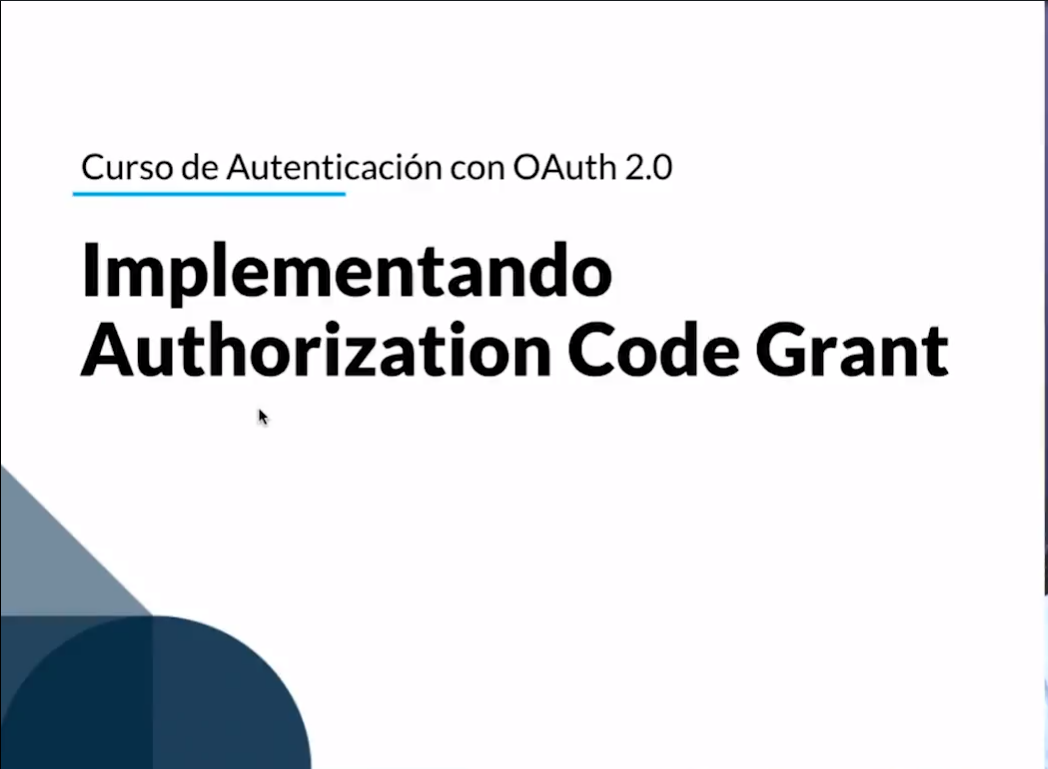 Curso de Autenticación con OAuth 2.0
Implementando
Authorization Code Grant